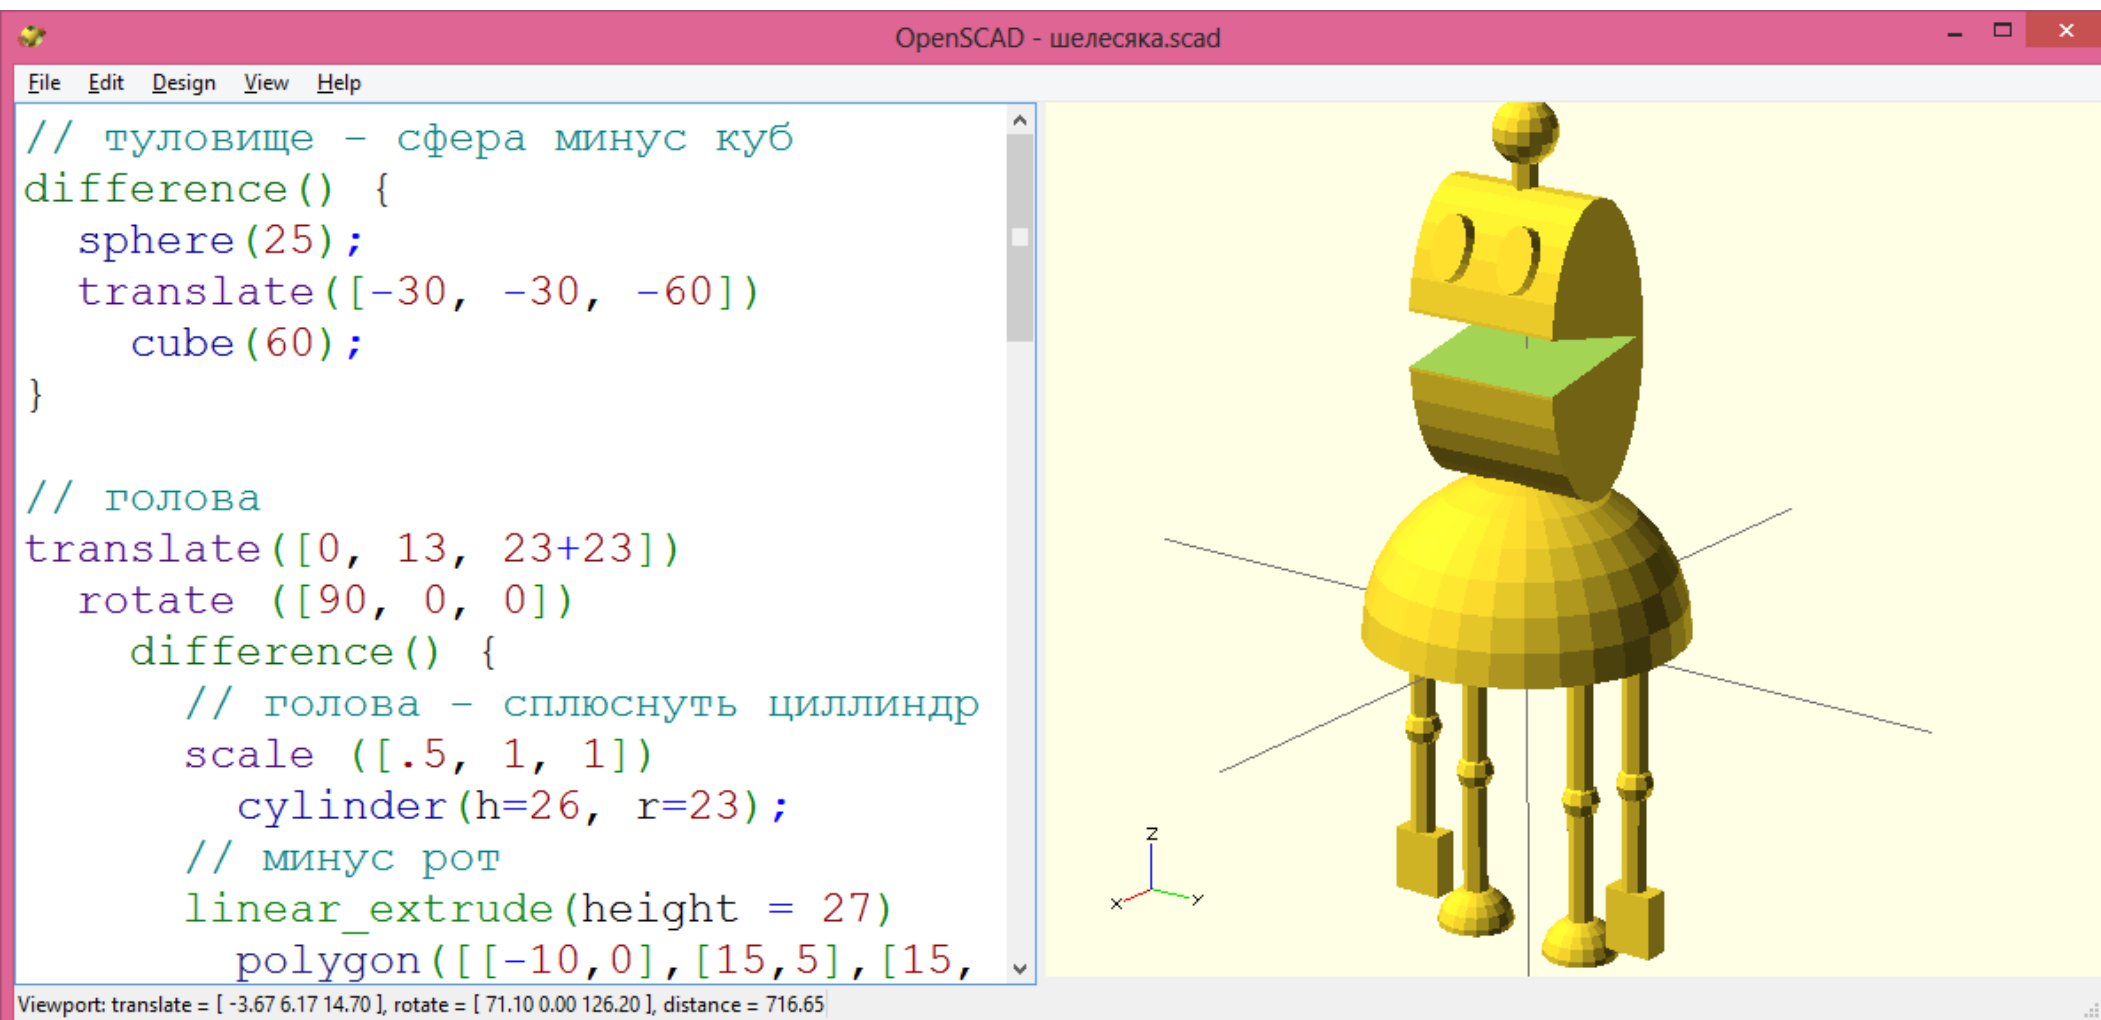 OpenSCAD - шелесяка.scad
File Edit Design View Help
// туловище - сфера минус куб
difference() {
sphere(25);
translate([-30, -30, -60])
cube(60);
}
// голова
translate([0, 13, 23+23])
rotate ([90, 0, 0])
difference() {
// голова - сплюснуть циллиндр
scale ([.5, 1, 1])
cylinder(h=26, r=23);
// минус рот
linear_extrude(height = 27)
polygon([[-10,0],[15,5],[15,
z
x y
Viewport: translate = [ -3.67 6.17 14.70 ], rotate = [ 71.10 0.00 126.20 ], distance = 716.65